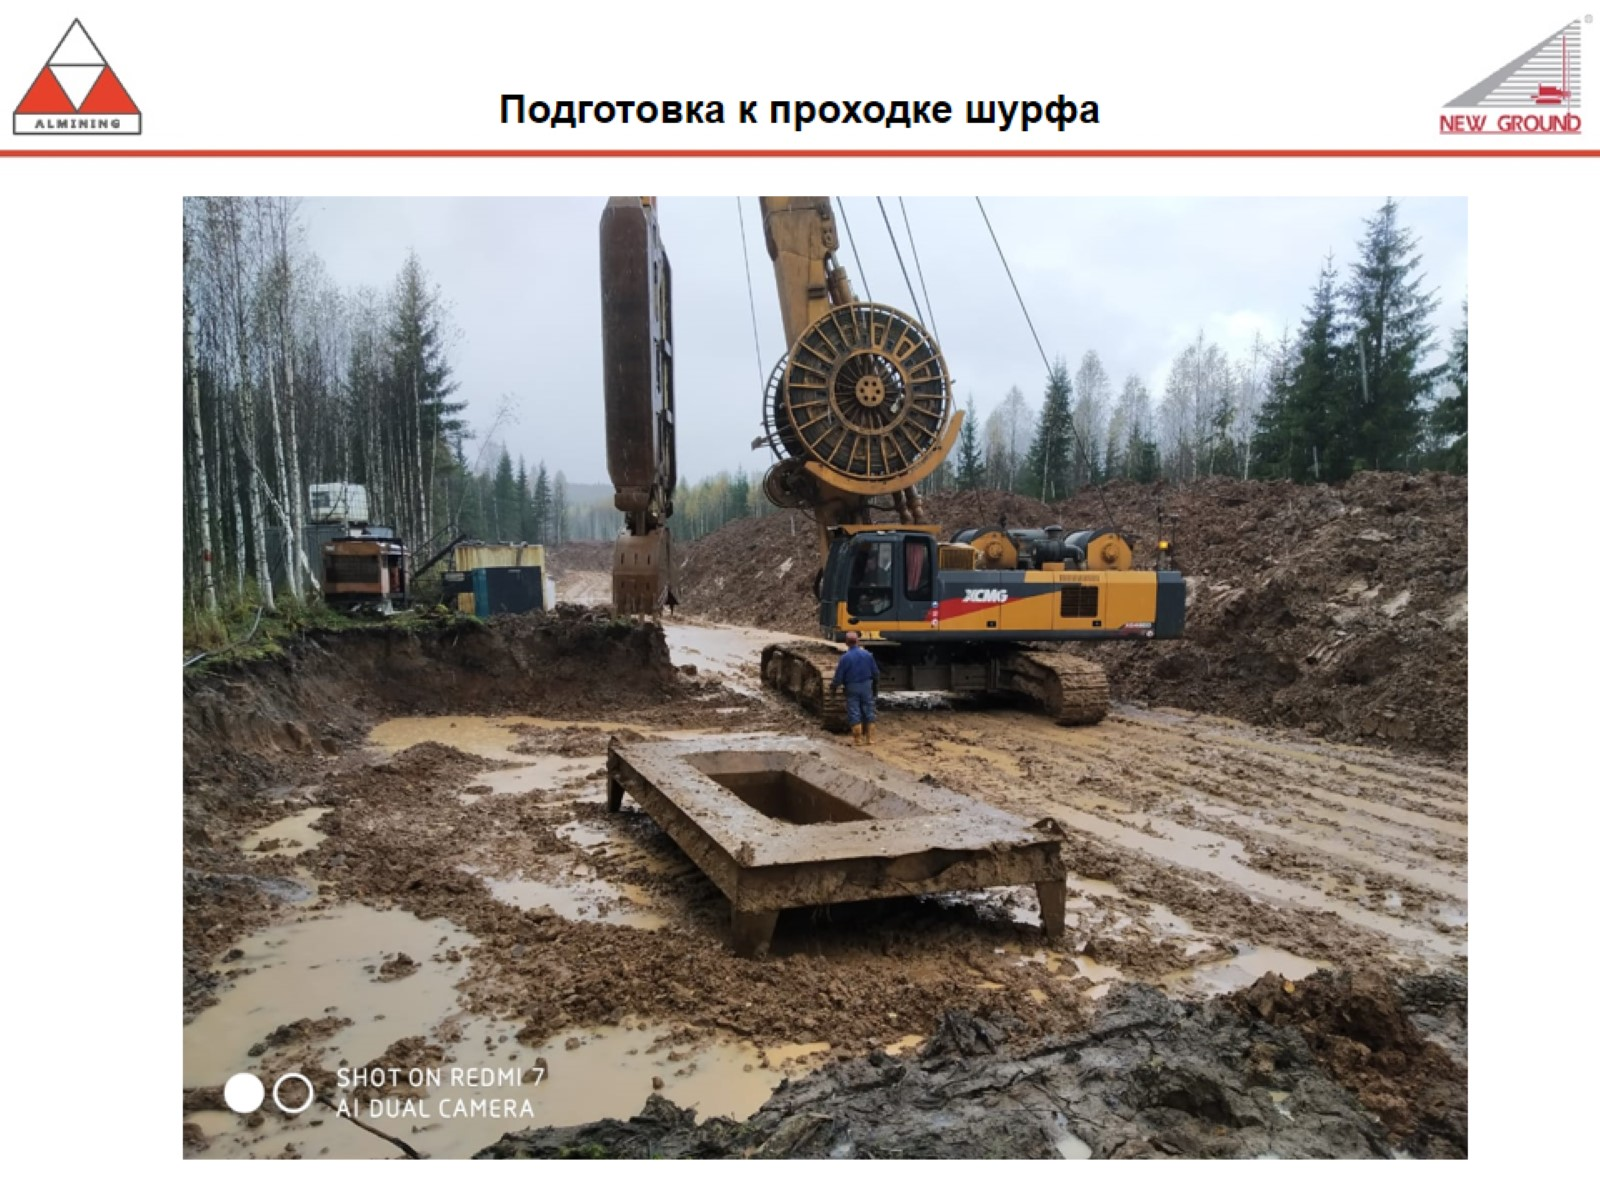 ALMINING
Подготовка к проходке шурфа
®
NEW GROUND
XCMG
SHOT ON REDMI 7
AI DUAL CAMERA